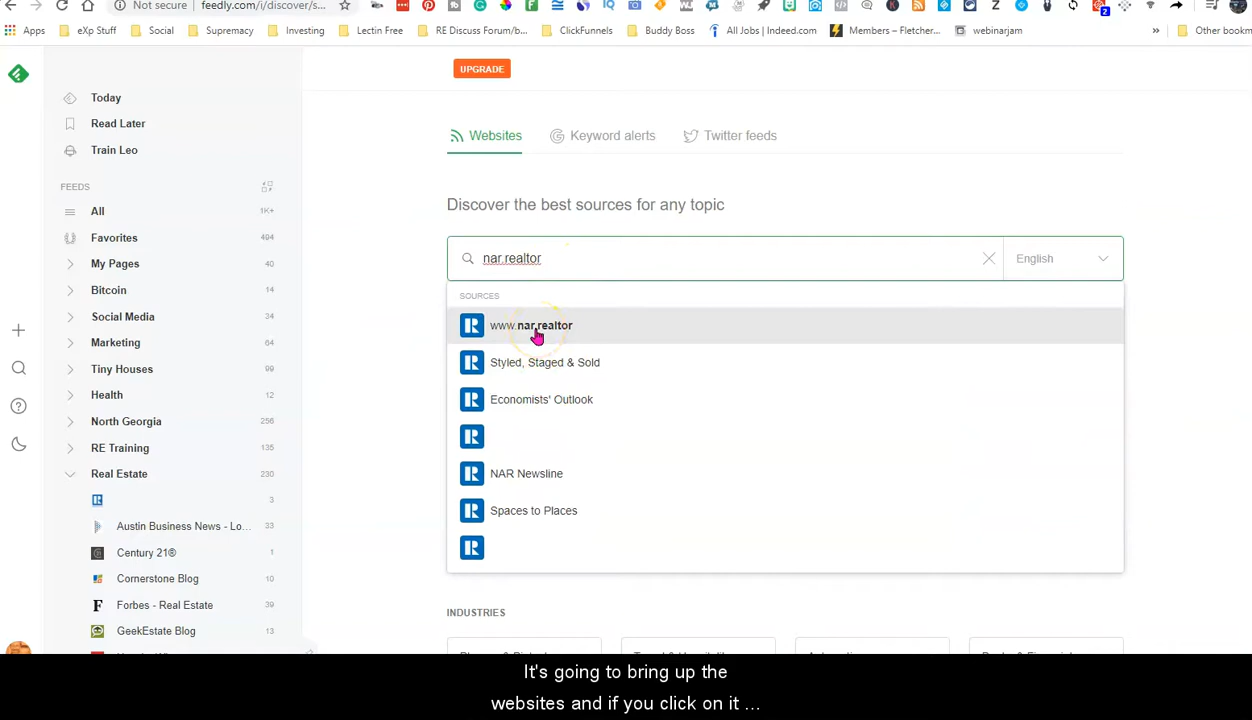 Not secure feedly.com/i/discover/s...
2
Apps eXp Stuff Social Supremacy Investing Lectin Free RE Discuss Forum/b... ClickFunnels Buddy Boss All Jobs | Indeed.com Members – Fletcher... webinarjam » Other bookm
UPGRADE
Today
Read Later
Train Leo
FEEDS
All 1K+
Favorites 494
My Pages 40
Bitcoin 14
Social Media 34
Marketing 60
Tiny Houses 99
Health 12
North Georgia 256
RE Training 135
Real Estate 230
3
Austin Business News - Lo... 33
Century 21® 1
Cornerstone Blog 10
Forbes - Real Estate 39
GeekEstate Blog 13
Websites Keyword alerts Twitter feeds
Discover the best sources for any topic
nar.realtor English
SOURCES
www.nar.realtor
Styled, Staged & Sold
Economists' Outlook
NAR Newsline
Spaces to Places
INDUSTRIES
It's going to bring up the
websites and if you click on it ...